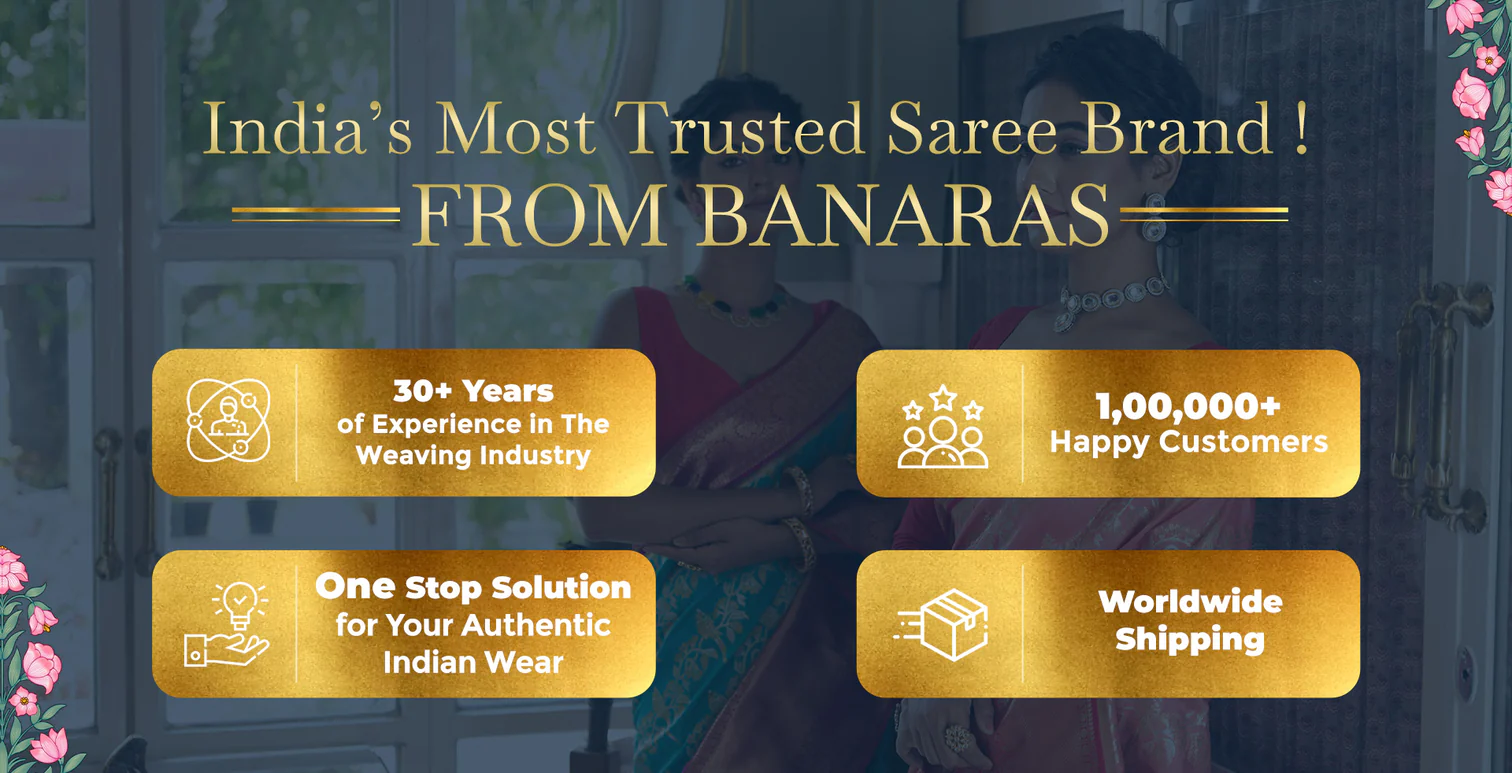 India's Most Trusted Saree Brand !
FROM BANARAS
30+ Years
of Experience in The
Weaving Industry
1,00,000+
Happy Customers
One Stop Solution
for Your Authentic
Indian Wear
Worldwide
Shipping